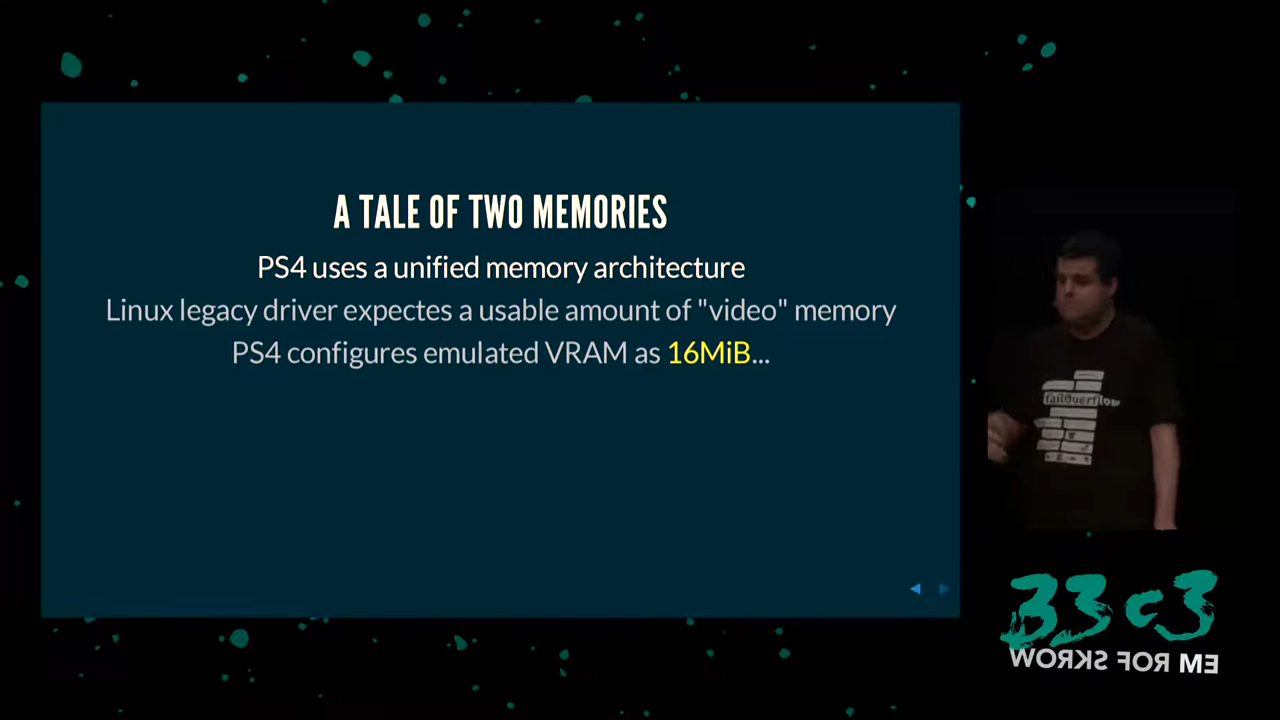 A TALE OF TWO MEMORIES
PS4 uses a unified memory architecture
Linux legacy driver expectes a usable amount of "video" memory
PS4 configures emulated VRAM as 16MiB...
fail0verflow
33c3
WORKS FOR ME